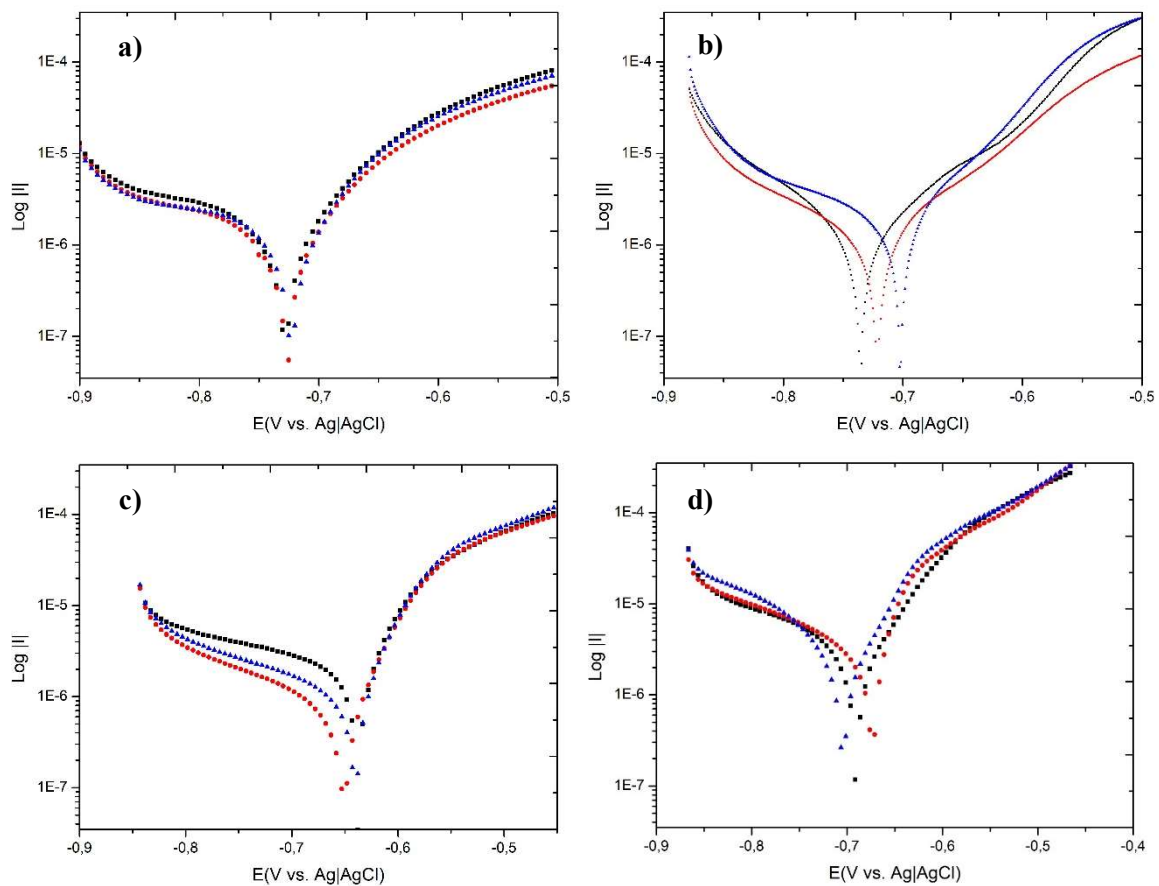 a)
1E-4
1E-5
1E-6
1E-7
Log |I|
-0,9 -0,8 -0,7 -0,6 -0,5
E(V vs. Ag|AgCl)
b)
1E-4
1E-5
1E-6
1E-7
Log |I|
-0,9 -0,8 -0,7 -0,6 -0,5
E(V vs. Ag|AgCl)
c)
1E-4
1E-5
1E-6
1E-7
Log |I|
-0,9 -0,8 -0,7 -0,6 -0,5
E(V vs. Ag|AgCl)
d)
1E-4
1E-5
1E-6
1E-7
Log |I|
-0,9 -0,8 -0,7 -0,6 -0,5 -0,4
E(V vs. Ag|AgCl)